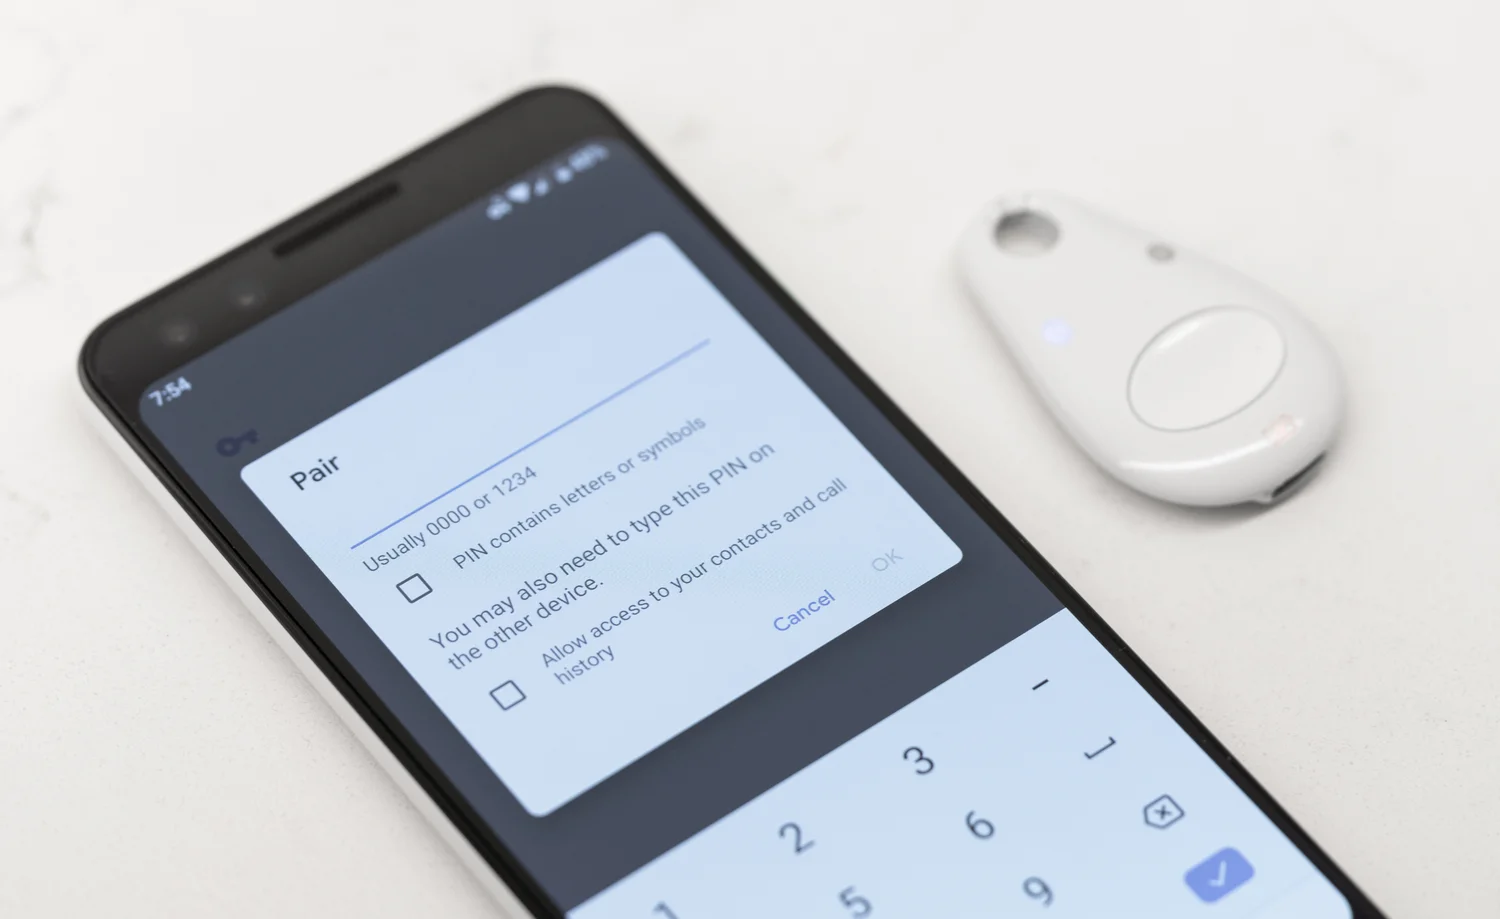 7:54
Pair
Usually 0000 or 1234
PIN contains letters or symbols
You may also need to type this PIN on
the other device.
Allow access to your contacts and call
history
Cancel
OK
1
2
3
-
5
6
9